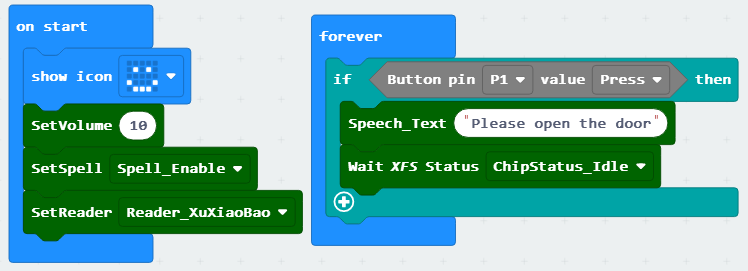 on start
show icon
SetVolume 10
SetSpell Spell_Enable
SetReader Reader_XuXiaoBao
forever
if Button pin P1 value Press then
Speech_Text "Please open the door"
Wait XFS Status ChipStatus_Idle